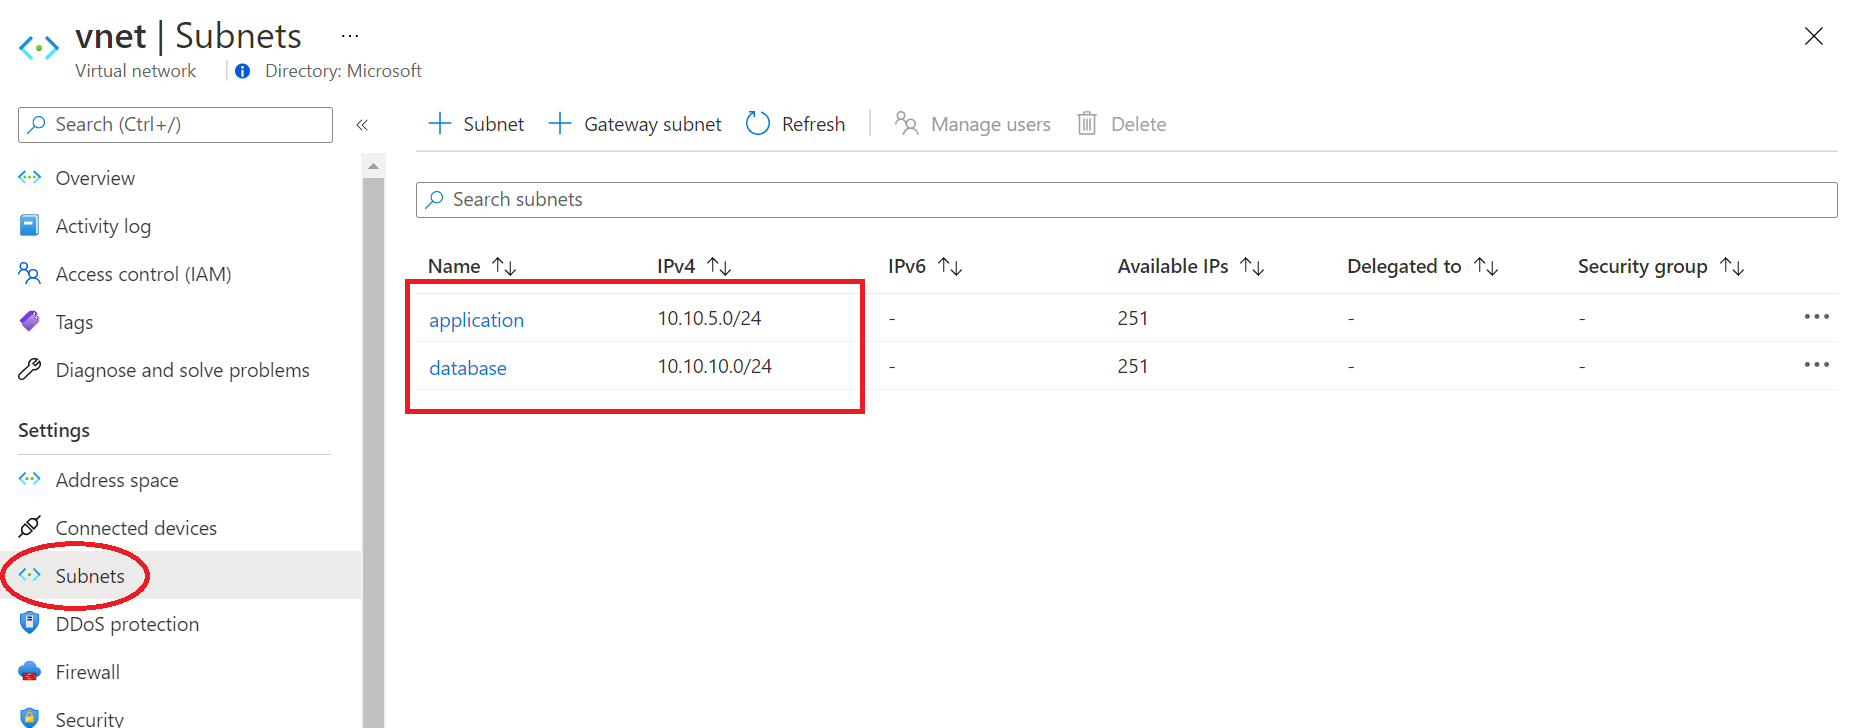 vnet | Subnets ...
Virtual network | Directory: Microsoft
Search (Ctrl+/) «
Overview
Activity log
Access control (IAM)
Tags
Diagnose and solve problems
Settings
Address space
Connected devices
Subnets
DDoS protection
Firewall
Security
+ Subnet + Gateway subnet Refresh | Manage users Delete
Search subnets
Name ↑↓ IPv4 ↑↓ IPv6 ↑↓ Available IPs ↑↓ Delegated to ↑↓ Security group ↑↓
application 10.10.5.0/24 - 251 - - ...
database 10.10.10.0/24 - 251 - - ...